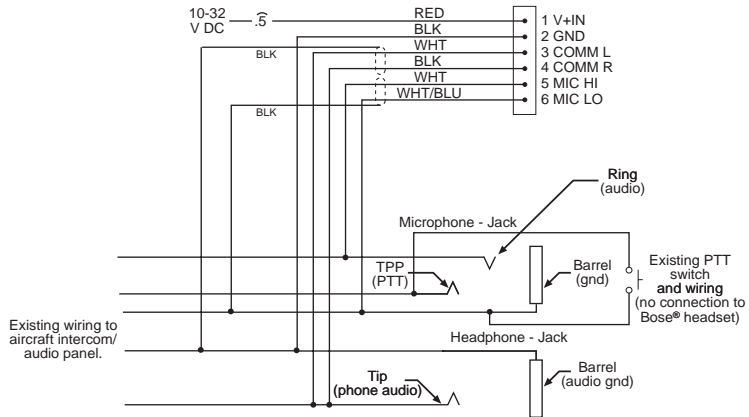 10-32
V DC
.5
RED
BLK
WHT
BLK
WHT
WHT/BLU
1 V+IN
2 GND
3 COMM L
4 COMM R
5 MIC HI
6 MIC LO
BLK
BLK
Ring
(audio)
Microphone - Jack
TPP
(PTT)
Barrel
(gnd)
Existing PTT
switch
and wiring
(no connection to
Bose® headset)
Existing wiring to
aircraft intercom/
audio panel.
Headphone - Jack
Tip
(phone audio)
Barrel
(audio gnd)